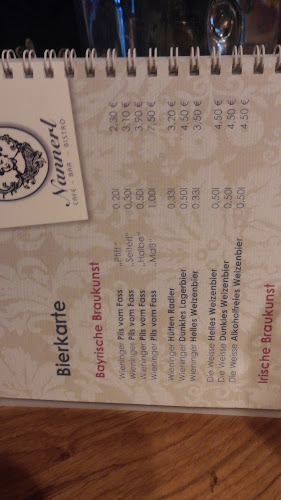 Nannerl
CAFÉ BAR BISTRO
Bierkarte
Bayrische Braukunst
Wieninger Pils vom Fass „Pfiff" 0,20l 2,30 €
Wieninger Pils vom Fass „Seiterl" 0,30l 3,10 €
Wieninger Pils vom Fass „Halbe" 0,50l 3,90 €
Wieninger Pils vom Fass „Maß" 1,00l 7,50 €
Wieninger Hütten Radler 0,33l 3,20 €
Wieninger Dunkles Lagerbier 0,50l 4,50 €
Wieninger Helles Weizenbier 0,33l 3,50 €
Die Weisse Helles Weizenbier 0,50l 4,50 €
Die Weisse Dunkles Weizenbier 0,50l 4,50 €
Die Weisse Alkoholfreies Weizenbier 0,50l 4,50 €
Irische Braukunst